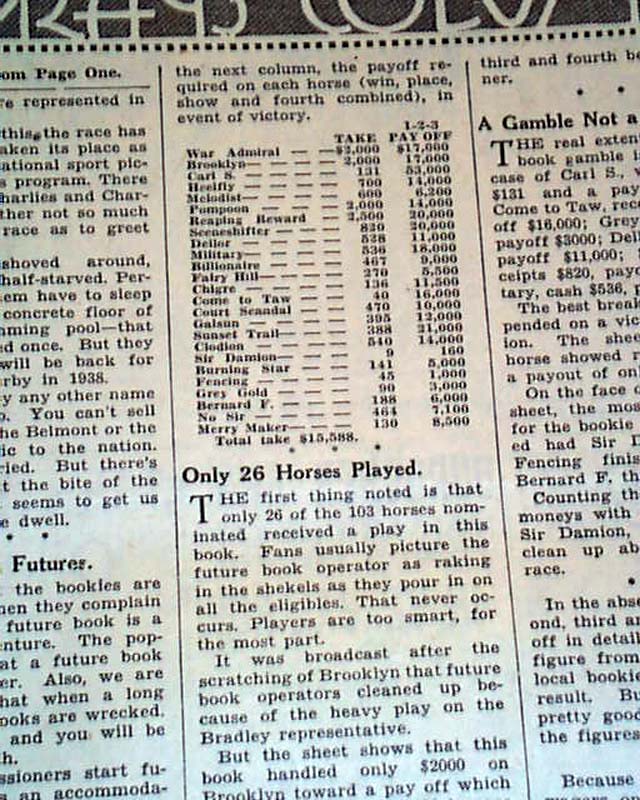 om Page One.
re represented in
this the race has
aken its place as
ational sport pic-
s program. There
harlies and Char-
ther not so much
race as to greet
shoved around,
half-starved. Per-
em have to sleep
concrete floor of
mming pool—that
ed once. But they
will be back for
rby in 1938.
y any other name
o. You can't sell
he Belmont or the
ic to the nation.
ried. But there's
t the bite of the
seems to get us
e dwell.
Futures.
the bookies are
hen they complain
future book is a
nture. The pop-
at a future book
er. Also, we are
hat when a long
ooks are wrecked.
and you will be
h.
ssioners start fu-
s an accommoda-
the next column, the payoff re-
quired on each horse (win, place,
show and fourth combined), in
event of victory.
1-2-3
TAKE PAY OFF
War Admiral — — $2,000 $17,000
Brooklyn — — — 2,000 17,000
Carl S. — — — 131 53,000
Heelfly — — — 700 14,000
Melodist — — — 600 6,200
Pompoon — — — 2,000 14,000
Reaping Reward — 2,500 20,000
Sceneshifter — — 820 20,000
Dellor — — — 528 11,000
Military — — — 536 18,000
Billionaire — — — 467 9,000
Fairy Hill — — — 270 5,500
Chigre — — — 136 11,500
Come to Taw — — 40 16,000
Court Scandal — — 470 10,000
Galsun — — — 395 12,000
Sunset Trail — — 388 21,000
Clodion — — — 540 14,000
Sir Damion — — — 9 160
Burning Star — — 141 5,000
Fencing — — — 45 1,000
Grey Gold — — — 90 3,000
Bernard F. — — — 188 6,000
No Sir — — — 464 7,100
Merry Maker — — — 130 8,500
Total take $15,588.
Only 26 Horses Played.
THE first thing noted is that
only 26 of the 103 horses nom-
inated received a play in this
book. Fans usually picture the
future book operator as raking
in the shekels as they pour in on
all the eligibles. That never oc-
curs. Players are too smart, for
the most part.
It was broadcast after the
scratching of Brooklyn that future
book operators cleaned up be-
cause of the heavy play on the
Bradley representative.
But the sheet shows that this
book handled only $2000 on
Brooklyn toward a pay off which
third and fourth be
ner.
A Gamble Not a
THE real exten
book gamble i
case of Carl S., w
$131 and a pay
Come to Taw, rece
off $16,000; Grey
payoff $3000; Dell
payoff $11,000; S
ceipts $820, payo
tary, cash $536, p
The best break
pended on a vic
ion. The shee
horse showed r
a payout of onl
On the face o
sheet, the mos
for the bookie
ed had Sir D
Fencing finis
Bernard F. th
Counting th
moneys with
Sir Damion,
clean up ab
race.
In the abse
ond, third an
off in detail
figure from
local bookie
result. Bu
pretty good
the figures
Because